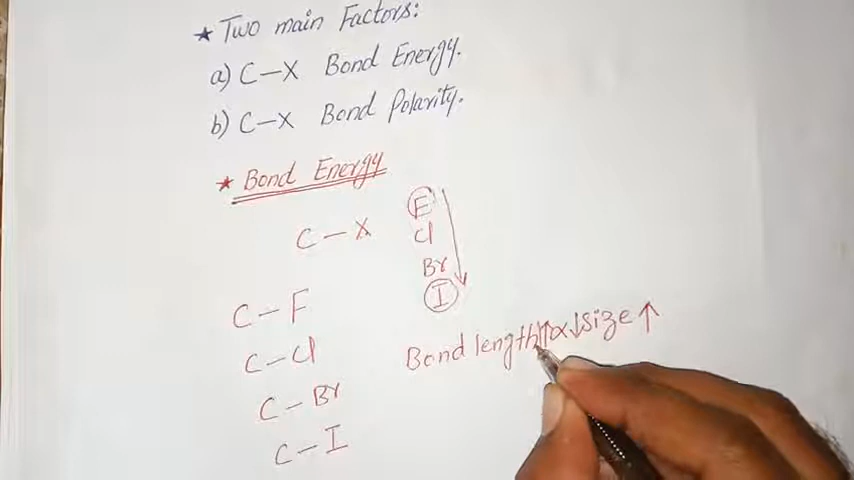 ★ Two main Factors:
a) C-X Bond Energy.
b) C-X Bond Polarity.
★ Bond Energy
C-X
F
Cl
Br
I
C-F
C-Cl
C-Br
C-I
Bond length↑α↓size↑